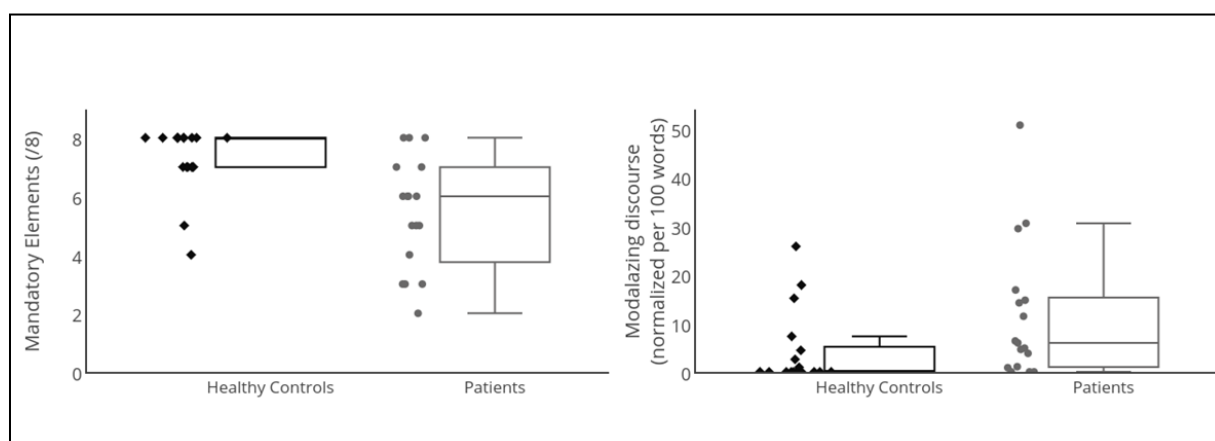 Mandatory Elements (/8)
8
6
4
2
0
Healthy Controls
Patients
Modalazing discourse
(normalized per 100 words)
50
40
30
20
10
0
Healthy Controls
Patients